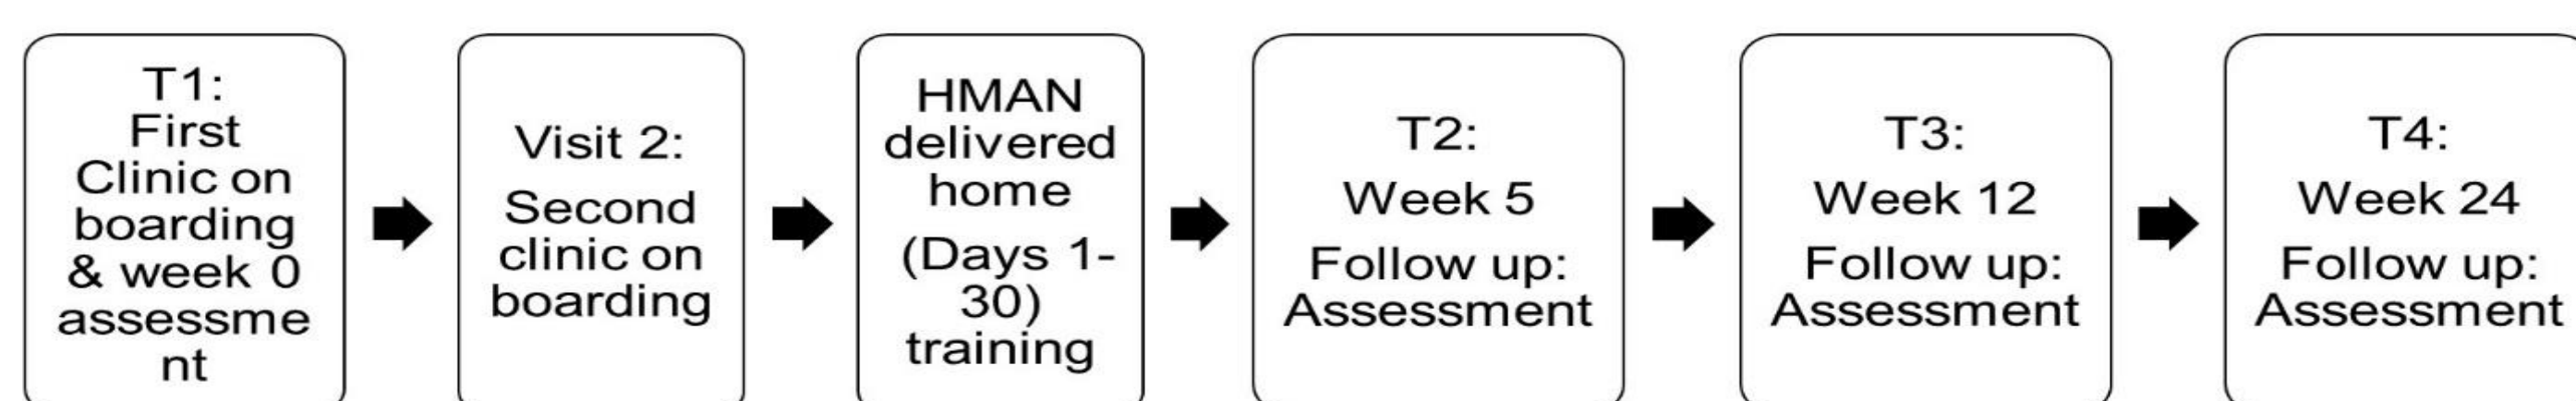 T1:
First
Clinic on
boarding
& week 0
assessme
nt
Visit 2:
Second
clinic on
boarding
HMAN
delivered
home
(Days 1-
30)
training
T2:
Week 5
Follow up:
Assessment
T3:
Week 12
Follow up:
Assessment
T4:
Week 24
Follow up:
Assessment